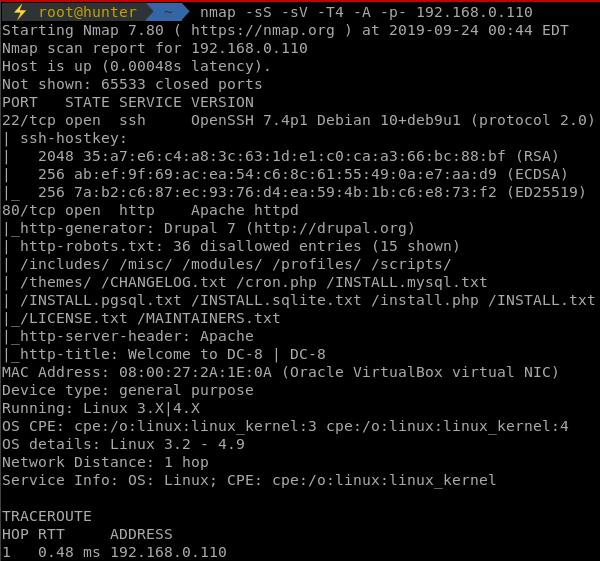 ⚡ root@hunter ~ nmap -sS -sV -T4 -A -p- 192.168.0.110
Starting Nmap 7.80 ( https://nmap.org ) at 2019-09-24 00:44 EDT
Nmap scan report for 192.168.0.110
Host is up (0.00048s latency).
Not shown: 65533 closed ports
PORT   STATE SERVICE VERSION
22/tcp open  ssh     OpenSSH 7.4p1 Debian 10+deb9u1 (protocol 2.0)
| ssh-hostkey:
|   2048 35:a7:e6:c4:a8:3c:63:1d:e1:c0:ca:a3:66:bc:88:bf (RSA)
|   256 ab:ef:9f:69:ac:ea:54:c6:8c:61:55:49:0a:e7:aa:d9 (ECDSA)
|_  256 7a:b2:c6:87:ec:93:76:d4:ea:59:4b:1b:c6:e8:73:f2 (ED25519)
80/tcp open  http    Apache httpd
|_http-generator: Drupal 7 (http://drupal.org)
| http-robots.txt: 36 disallowed entries (15 shown)
| /includes/ /misc/ /modules/ /profiles/ /scripts/
| /themes/ /CHANGELOG.txt /cron.php /INSTALL.mysql.txt
| /INSTALL.pgsql.txt /INSTALL.sqlite.txt /install.php /INSTALL.txt
|_/LICENSE.txt /MAINTAINERS.txt
|_http-server-header: Apache
|_http-title: Welcome to DC-8 | DC-8
MAC Address: 08:00:27:2A:1E:0A (Oracle VirtualBox virtual NIC)
Device type: general purpose
Running: Linux 3.X|4.X
OS CPE: cpe:/o:linux:linux_kernel:3 cpe:/o:linux:linux_kernel:4
OS details: Linux 3.2 - 4.9
Network Distance: 1 hop
Service Info: OS: Linux; CPE: cpe:/o:linux:linux_kernel
TRACEROUTE
HOP RTT     ADDRESS
1   0.48 ms 192.168.0.110